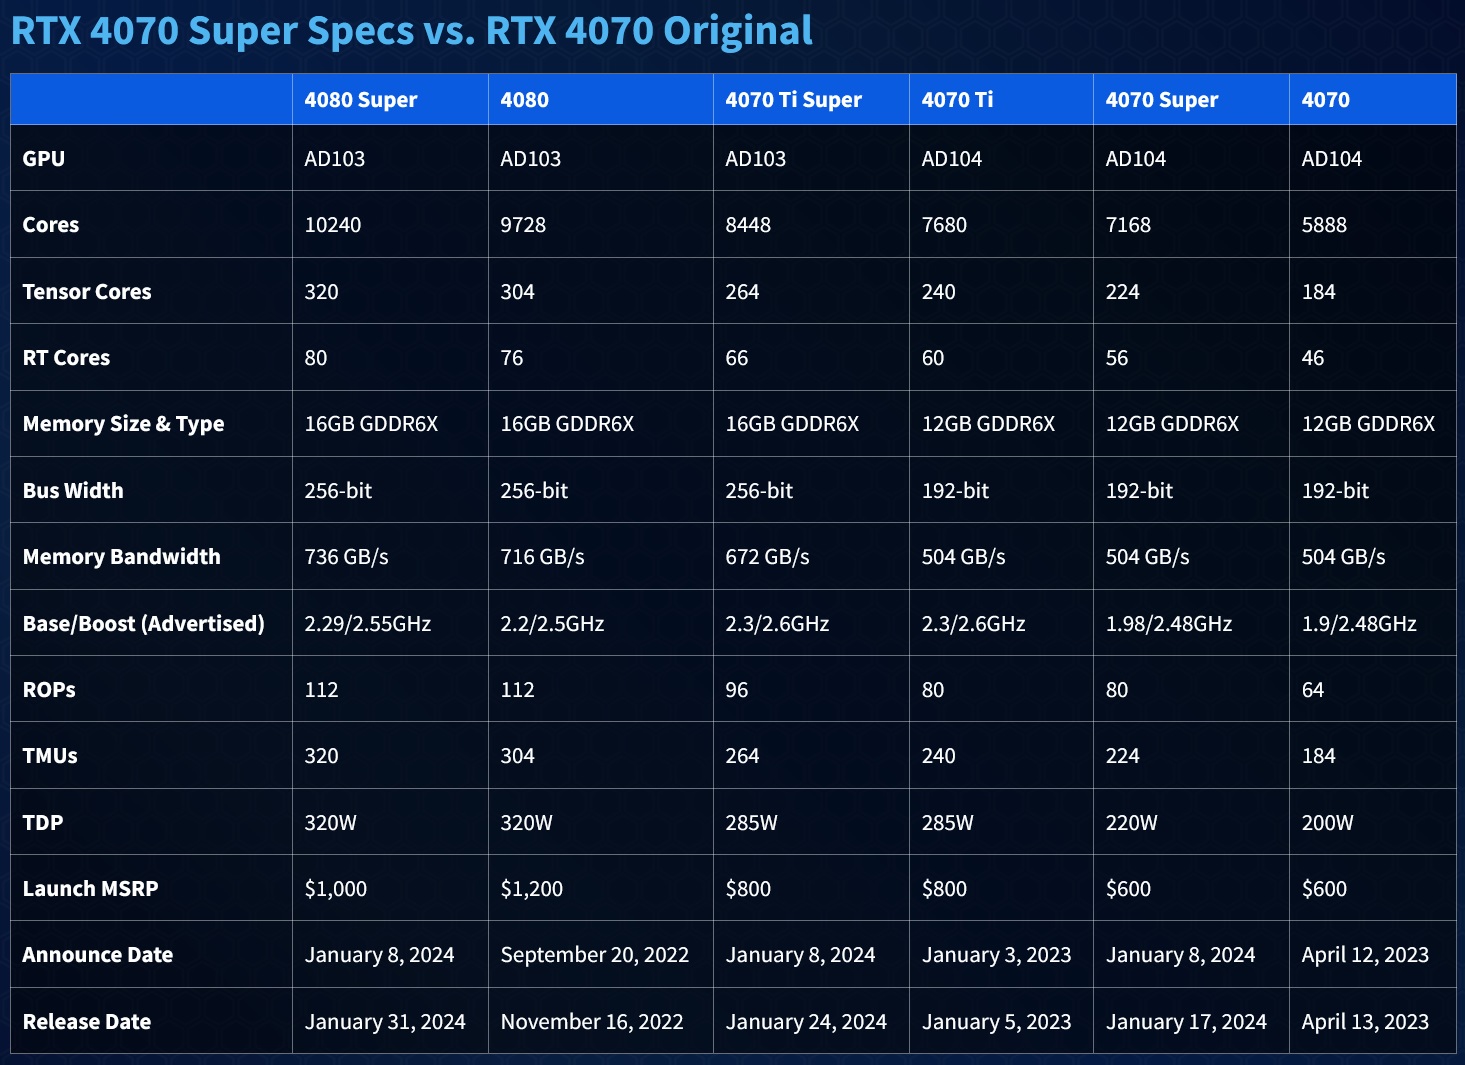 RTX 4070 Super Specs vs. RTX 4070 Original
4080 Super 4080 4070 Ti Super 4070 Ti 4070 Super 4070
GPU AD103 AD103 AD103 AD104 AD104 AD104
Cores 10240 9728 8448 7680 7168 5888
Tensor Cores 320 304 264 240 224 184
RT Cores 80 76 66 60 56 46
Memory Size & Type 16GB GDDR6X 16GB GDDR6X 16GB GDDR6X 12GB GDDR6X 12GB GDDR6X 12GB GDDR6X
Bus Width 256-bit 256-bit 256-bit 192-bit 192-bit 192-bit
Memory Bandwidth 736 GB/s 716 GB/s 672 GB/s 504 GB/s 504 GB/s 504 GB/s
Base/Boost (Advertised) 2.29/2.55GHz 2.2/2.5GHz 2.3/2.6GHz 2.3/2.6GHz 1.98/2.48GHz 1.9/2.48GHz
ROPs 112 112 96 80 80 64
TMUs 320 304 264 240 224 184
TDP 320W 320W 285W 285W 220W 200W
Launch MSRP $1,000 $1,200 $800 $800 $600 $600
Announce Date January 8, 2024 September 20, 2022 January 8, 2024 January 3, 2023 January 8, 2024 April 12, 2023
Release Date January 31, 2024 November 16, 2022 January 24, 2024 January 5, 2023 January 17, 2024 April 13, 2023